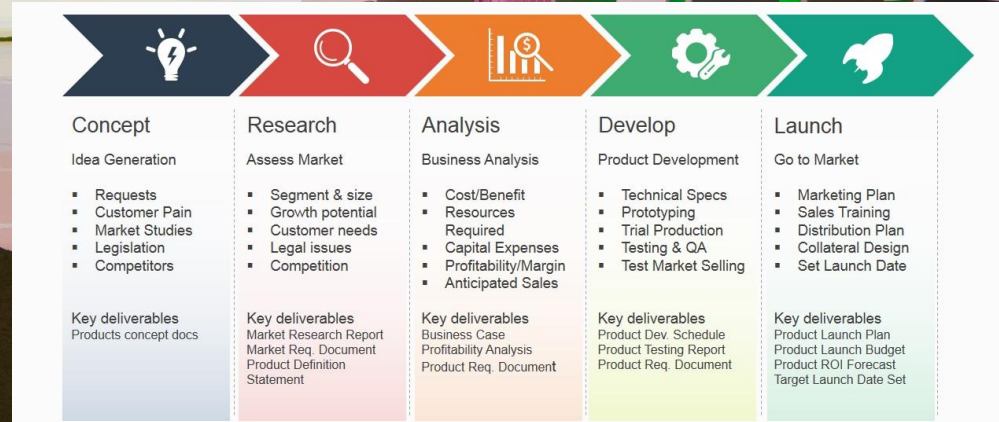 Concept
Idea Generation
▪ Requests
▪ Customer Pain
▪ Market Studies
▪ Legislation
▪ Competitors
Key deliverables
Products concept docs
Research
Assess Market
▪ Segment & size
▪ Growth potential
▪ Customer needs
▪ Legal issues
▪ Competition
Key deliverables
Market Research Report
Market Req. Document
Product Definition
Statement
Analysis
Business Analysis
▪ Cost/Benefit
▪ Resources
Required
▪ Capital Expenses
▪ Profitability/Margin
▪ Anticipated Sales
Key deliverables
Business Case
Profitability Analysis
Product Req. Document
Develop
Product Development
▪ Technical Specs
▪ Prototyping
▪ Trial Production
▪ Testing & QA
▪ Test Market Selling
Key deliverables
Product Dev. Schedule
Product Testing Report
Product Req. Document
Launch
Go to Market
▪ Marketing Plan
▪ Sales Training
▪ Distribution Plan
▪ Collateral Design
▪ Set Launch Date
Key deliverables
Product Launch Plan
Product Launch Budget
Product ROI Forecast
Target Launch Date Set